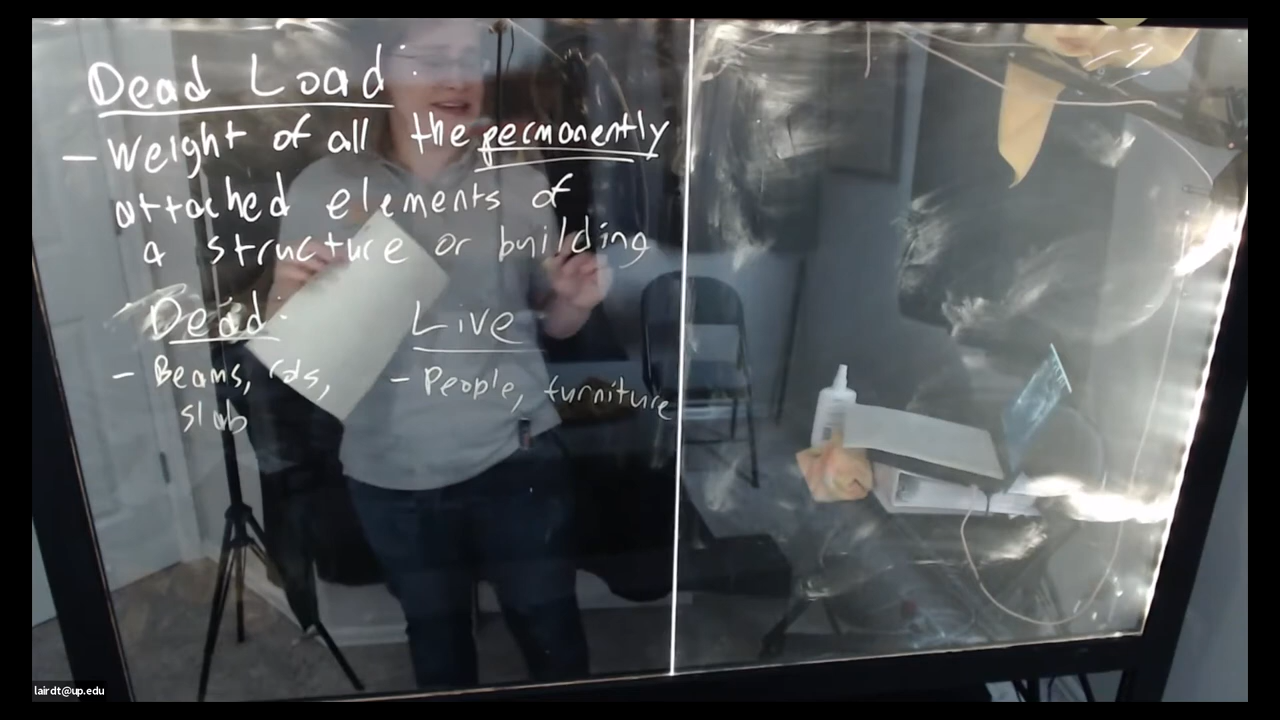 Dead Load:
- Weight of all the permanently
attached elements of
a structure or building
Dead:
Live
- Beams, rds,
slab
- People, furniture
lairdt@up.edu